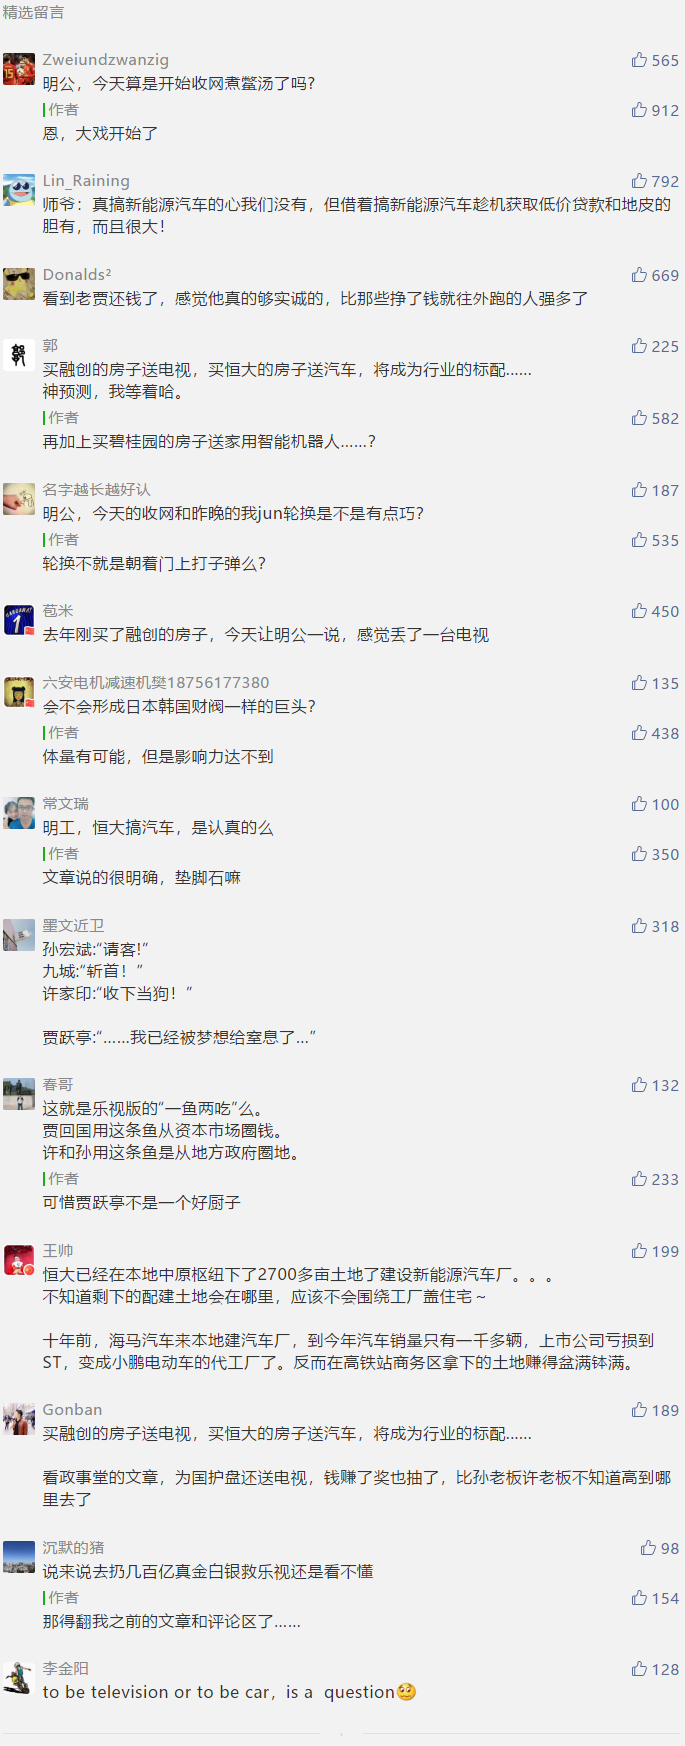 精选留言
Zweiundzwanzig 565
明公，今天算是开始收网煮鳖汤了吗?
作者 912
恩，大戏开始了
Lin_Raining 792
师爷：真搞新能源汽车的心我们没有，但借着搞新能源汽车趁机获取低价贷款和地皮的
胆有，而且很大！
Donalds² 669
看到老贾还钱了，感觉他真的够实诚的，比那些挣了钱就往外跑的人强多了
郭 225
买融创的房子送电视，买恒大的房子送汽车，将成为行业的标配......
神预测，我等着哈。
作者 582
再加上买碧桂园的房子送家用智能机器人......?
名字越长越好认 187
明公，今天的收网和昨晚的我jun轮换是不是有点巧?
作者 535
轮换不就是朝着门上打子弹么?
苞米 450
去年刚买了融创的房子，今天让明公一说，感觉丢了一台电视
六安电机减速机樊18756177380 135
会不会形成日本韩国财阀一样的巨头?
作者 438
体量有可能，但是影响力达不到
常文瑞 100
明工，恒大搞汽车，是认真的么
作者 350
文章说的很明确，垫脚石嘛
墨文近卫 318
孙宏斌:“请客!”
九城:“斩首！”
许家印:“收下当狗！”
贾跃亭:“......我已经被梦想给窒息了...”
春哥 132
这就是乐视版的“一鱼两吃”么。
贾回国用这条鱼从资本市场圈钱。
许和孙用这条鱼是从地方政府圈地。
作者 233
可惜贾跃亭不是一个好厨子
王帅 199
恒大已经在本地中原枢纽下了2700多亩土地了建设新能源汽车厂。。。
不知道剩下的配建土地会在哪里，应该不会围绕工厂盖住宅～
十年前，海马汽车来本地建汽车厂，到今年汽车销量只有一千多辆，上市公司亏损到
ST，变成小鹏电动车的代工厂了。反而在高铁站商务区拿下的土地赚得盆满钵满。
Gonban 189
买融创的房子送电视，买恒大的房子送汽车，将成为行业的标配......
看政事堂的文章，为国护盘还送电视，钱赚了奖也抽了，比孙老板许老板不知道高到哪
里去了
沉默的猪 98
说来说去扔几百亿真金白银救乐视还是看不懂
作者 154
那得翻我之前的文章和评论区了......
李金阳 128
to be television or to be car，is a question